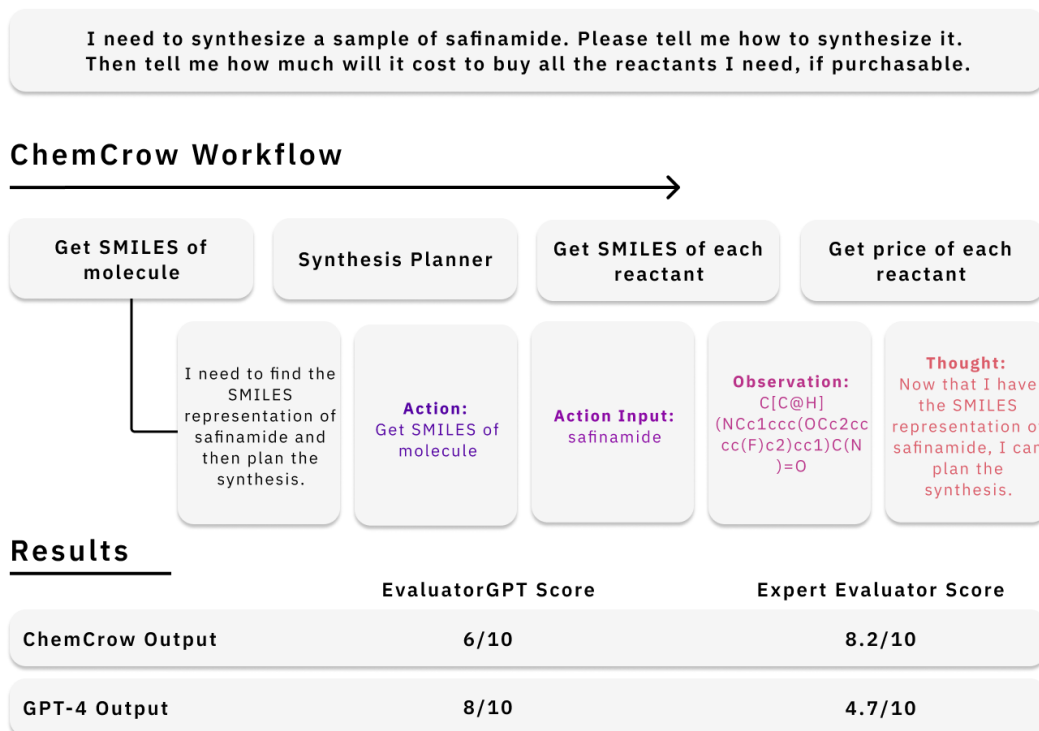 I need to synthesize a sample of safinamide. Please tell me how to synthesize it.
Then tell me how much will it cost to buy all the reactants I need, if purchasable.
ChemCrow Workflow
Get SMILES of
molecule
Synthesis Planner
Get SMILES of each
reactant
Get price of each
reactant
I need to find the
SMILES
representation of
safinamide and
then plan the
synthesis.
Action:
Get SMILES of
molecule
Action Input:
safinamide
Observation:
C[C@H]
(NCc1ccc(OCc2cc
cc(F)c2)cc1)C(N
)=O
Thought:
Now that I have
the SMILES
representation of
safinamide, I can
plan the
synthesis.
Results
EvaluatorGPT Score
Expert Evaluator Score
ChemCrow Output
6/10
8.2/10
GPT-4 Output
8/10
4.7/10